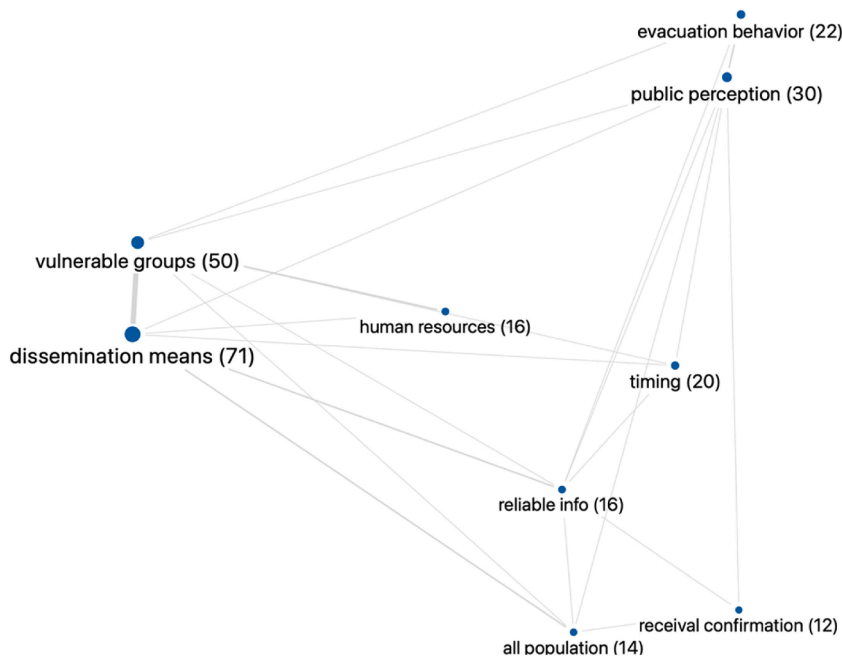 evacuation behavior (22)
public perception (30)
vulnerable groups (50)
human resources (16)
dissemination means (71)
timing (20)
reliable info (16)
receival confirmation (12)
all population (14)